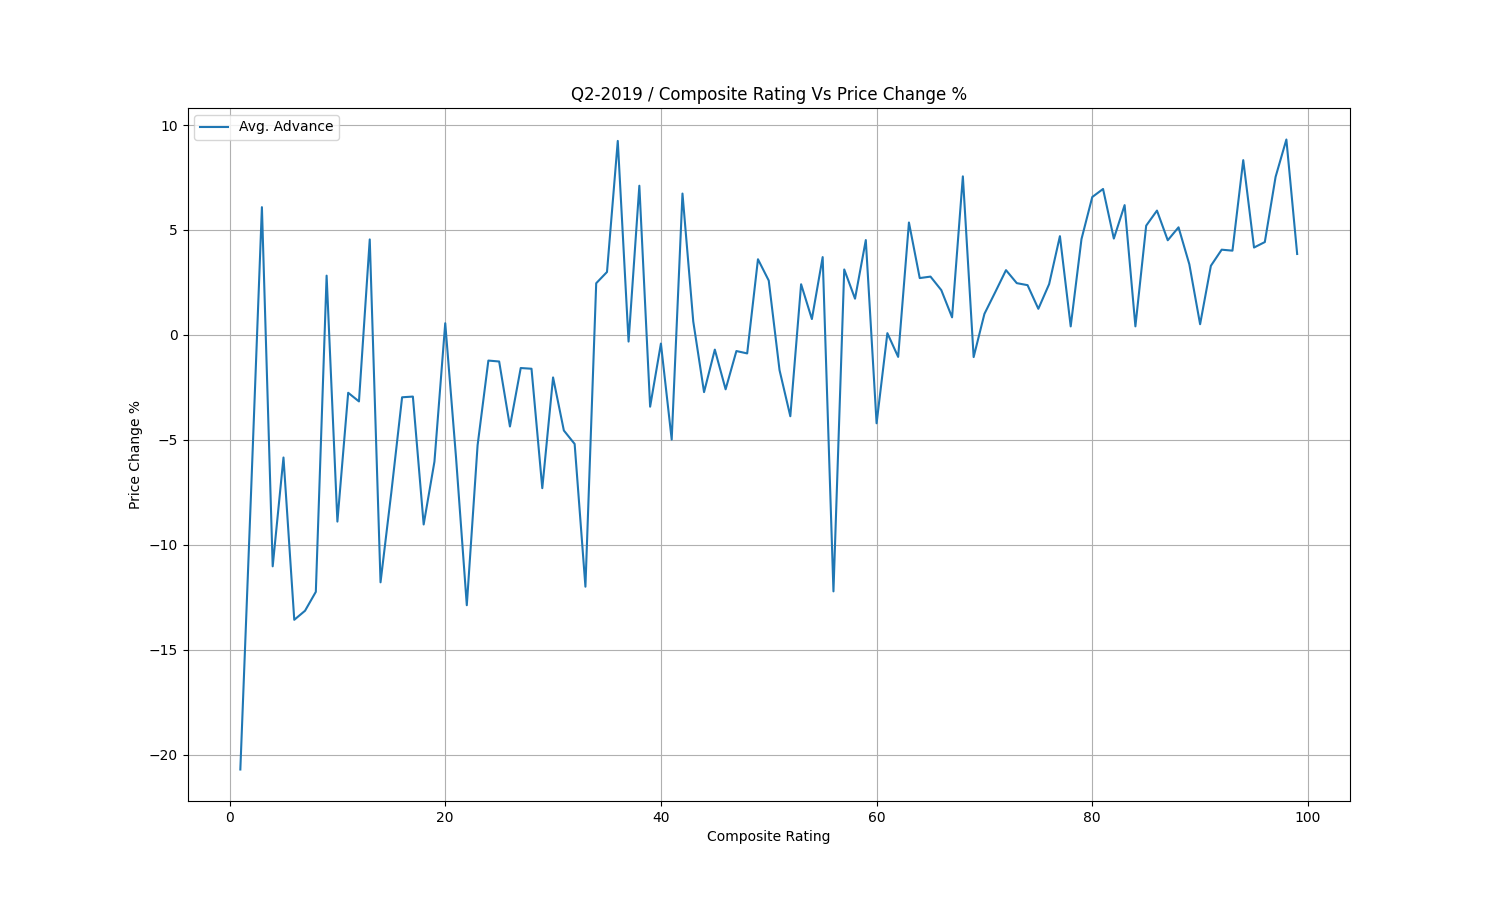 Q2-2019 / Composite Rating Vs Price Change %
Avg. Advance
10
5
0
−5
−10
−15
−20
Price Change %
0 20 40 60 80 100
Composite Rating